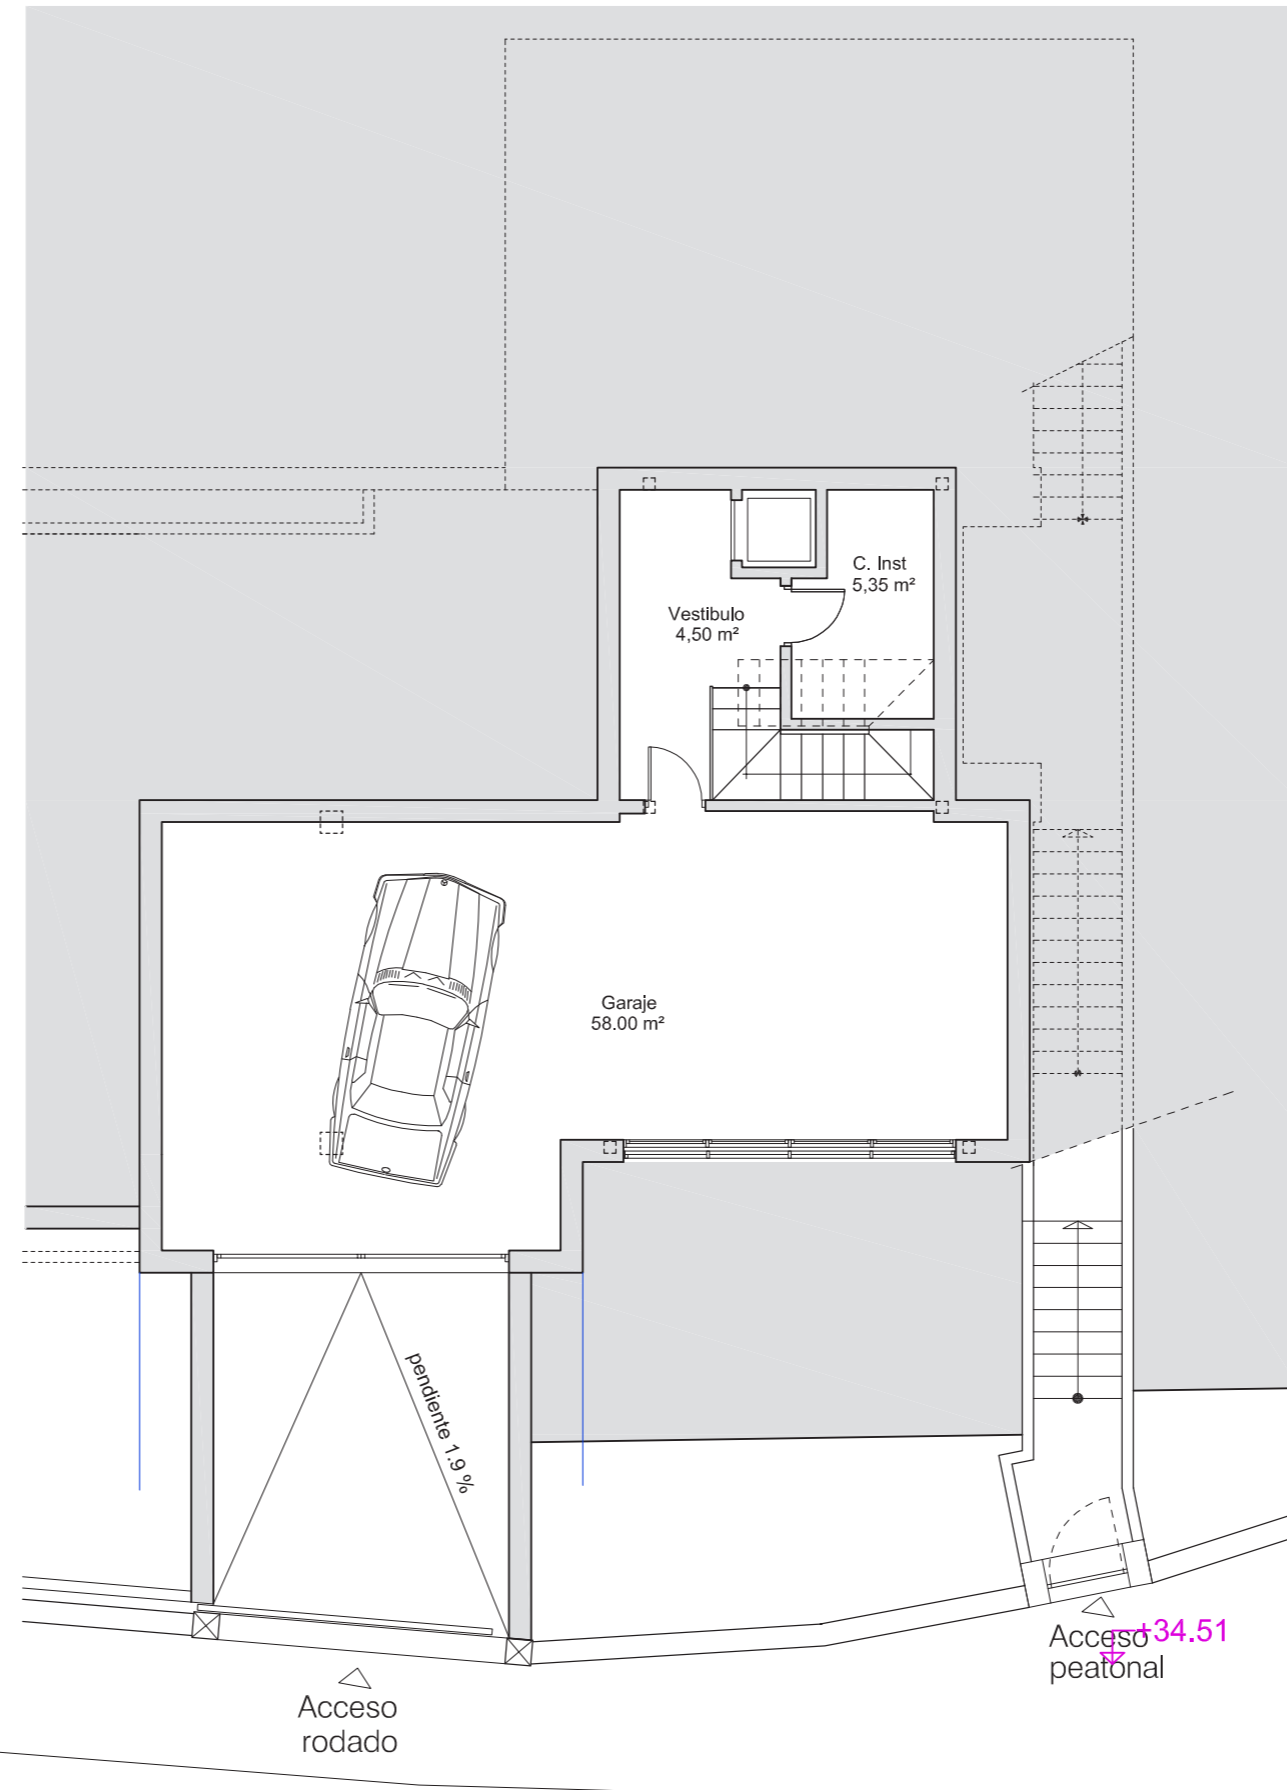 C. Inst
5,35 m²
Vestibulo
4,50 m²
Garaje
58.00 m²
pendiente 1.9 %
Acceso
peatonal
+34.51
Acceso
rodado